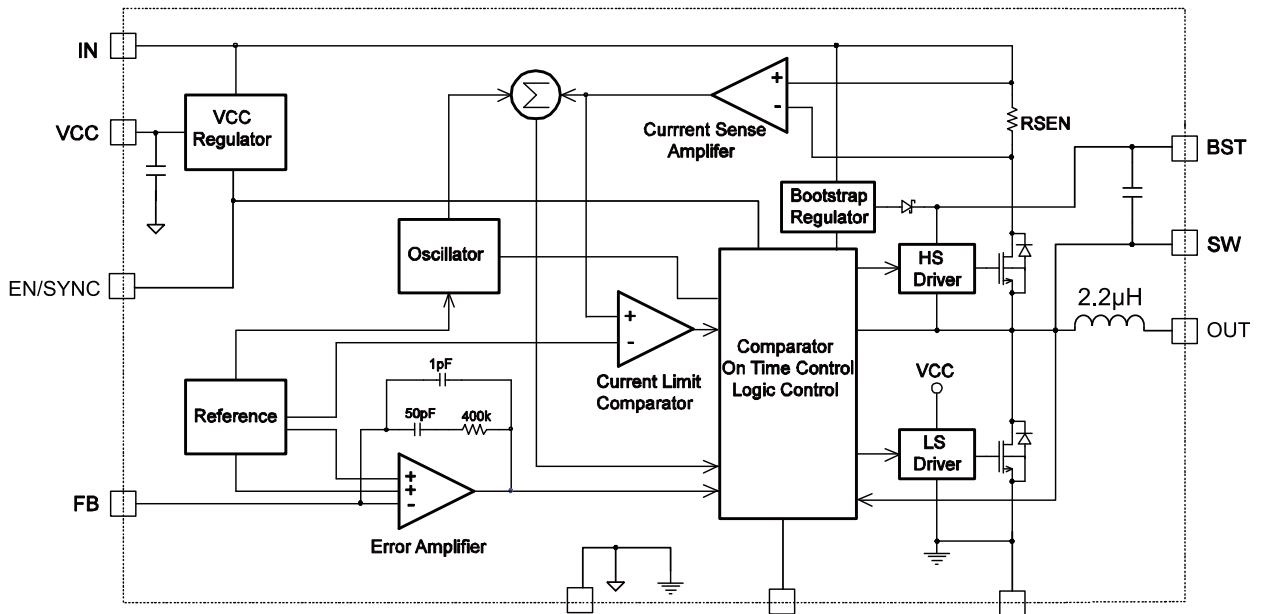 IN
VCC
Regulator
VCC
Σ
+
-
Currrent Sense
Amplifer
RSEN
BST
Bootstrap
Regulator
SW
EN/SYNC
Oscillator
HS
Driver
2.2µH
OUT
+
-
Current Limit
Comparator
Comparator
On Time Control
Logic Control
VCC
Reference
1pF
50pF
400k
LS
Driver
FB
+
+
-
Error Amplifier